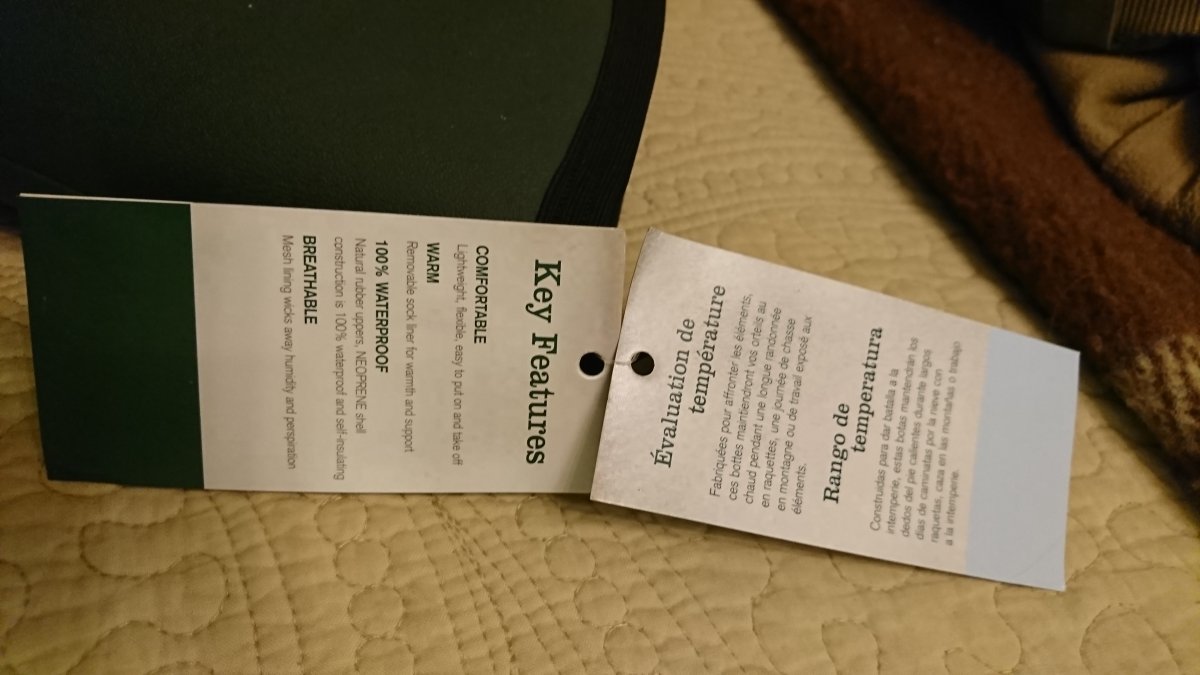 Key Features
COMFORTABLE
Lightweight, flexible, easy to put on and take off
WARM
Removable sock liner for warmth and support
100% WATERPROOF
Natural rubber uppers, NEOPRENE shell
construction is 100% waterproof and self-insulating
BREATHABLE
Mesh lining wicks away humidity and perspiration
Évaluation de
température
Fabriquées pour affronter les éléments,
ces bottes maintiendront vos orteils au
chaud pendant une longue randonnée
en raquettes, une journée de chasse
en montagne ou de travail exposé aux
éléments.
Rango de
temperatura
Construidas para dar batalla a la
intemperie, estas botas mantendrán los
dedos del pie calientes durante largos
días de caminatas por la nieve con
raquetas, caza en las montañas o trabajo
a la intemperie.